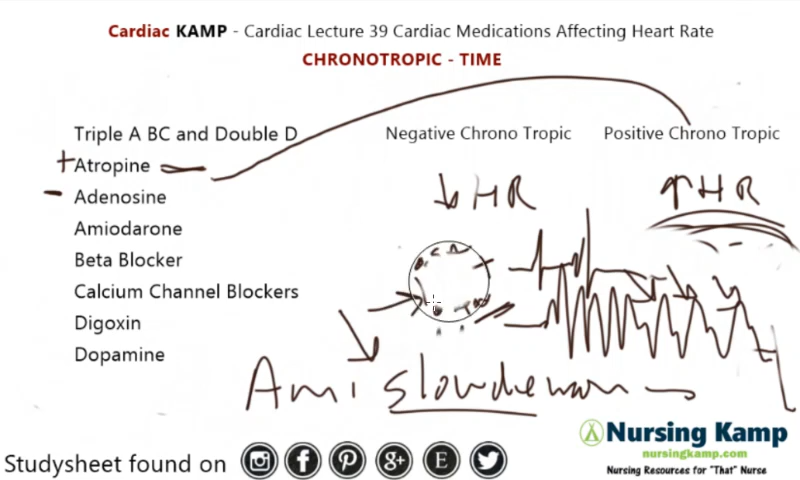 Cardiac KAMP - Cardiac Lecture 39 Cardiac Medications Affecting Heart Rate
CHRONOTROPIC - TIME
Triple A BC and Double D
Negative Chrono Tropic
Positive Chrono Tropic
+Atropine
- Adenosine
Amiodarone
Beta Blocker
Calcium Channel Blockers
Digoxin
Dopamine
↓ HR
↑ HR
Ami
Nursing Kamp
nursingkamp.com
Nursing Resources for "That" Nurse
Studysheet found on